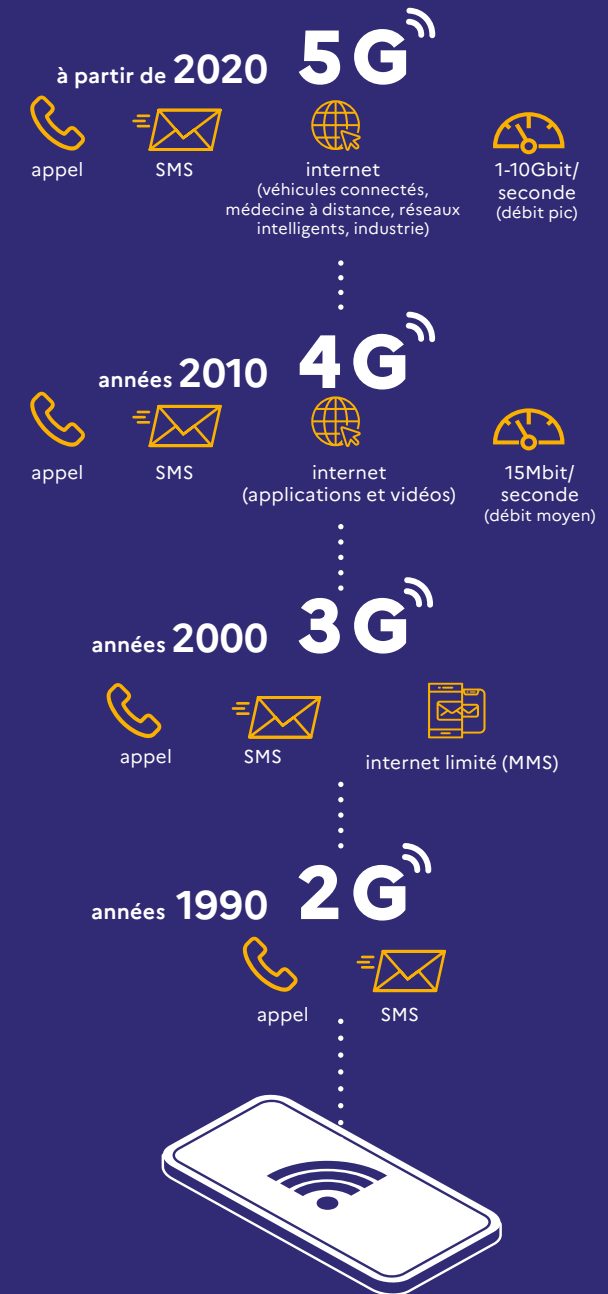 à partir de 2020 5G
appel
SMS
internet
(véhicules connectés,
médecine à distance, réseaux
intelligents, industrie)
1-10Gbit/
seconde
(débit pic)
années 2010 4G
appel
SMS
internet
(applications et vidéos)
15Mbit/
seconde
(débit moyen)
années 2000 3G
appel
SMS
internet limité (MMS)
années 1990 2G
appel
SMS